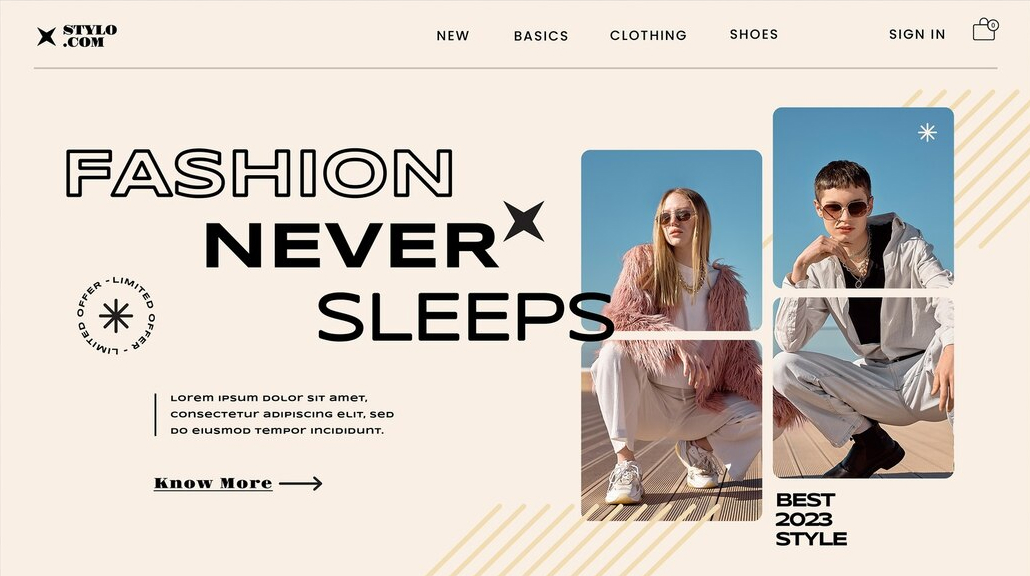 STYLO
.COM
NEW BASICS CLOTHING SHOES SIGN IN 0
FASHION
NEVER
SLEEPS
LIMITED OFFER - LIMITED OFFER -
Lorem ipsum dolor sit amet,
consectetur adipiscing elit, sed
do eiusmod tempor incididunt.
Know More
BEST
2023
STYLE